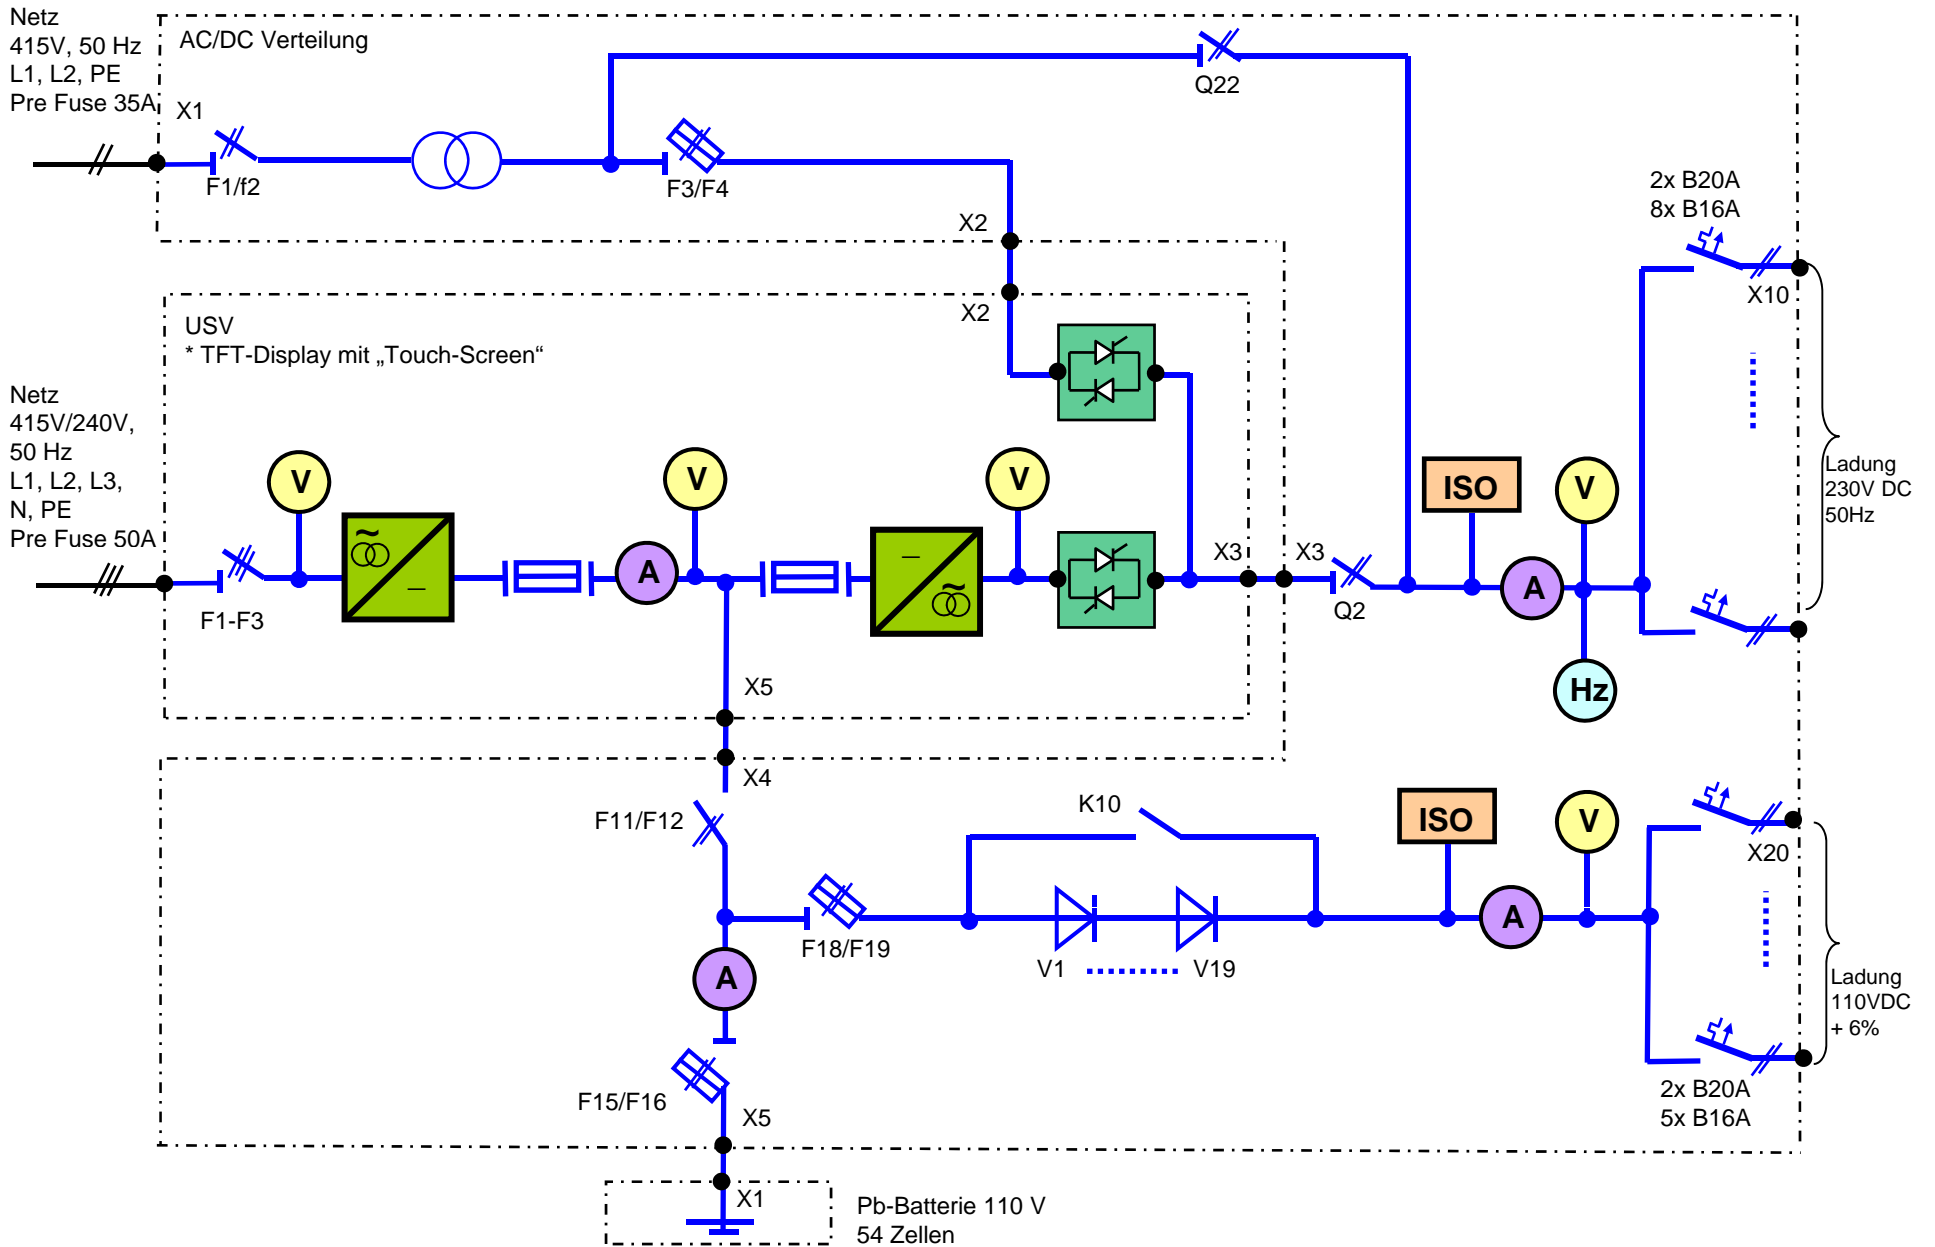 Netz
415V, 50 Hz
L1, L2, PE
Pre Fuse 35A
AC/DC Verteilung
X1
F1/f2
F3/F4
Q22
X2
2x B20A
8x B16A
X10
X2
USV
* TFT-Display mit „Touch-Screen“
Netz
415V/240V,
50 Hz
L1, L2, L3,
N, PE
Pre Fuse 50A
F1-F3
V
~
–
A
V
–
~
V
X3
X3
Q2
ISO
A
V
Hz
Ladung
230V DC
50Hz
X5
X4
F11/F12
K10
ISO
V
X20
A
F18/F19
V1
V19
A
Ladung
110VDC
+ 6%
F15/F16
X5
2x B20A
5x B16A
X1
Pb-Batterie 110 V
54 Zellen